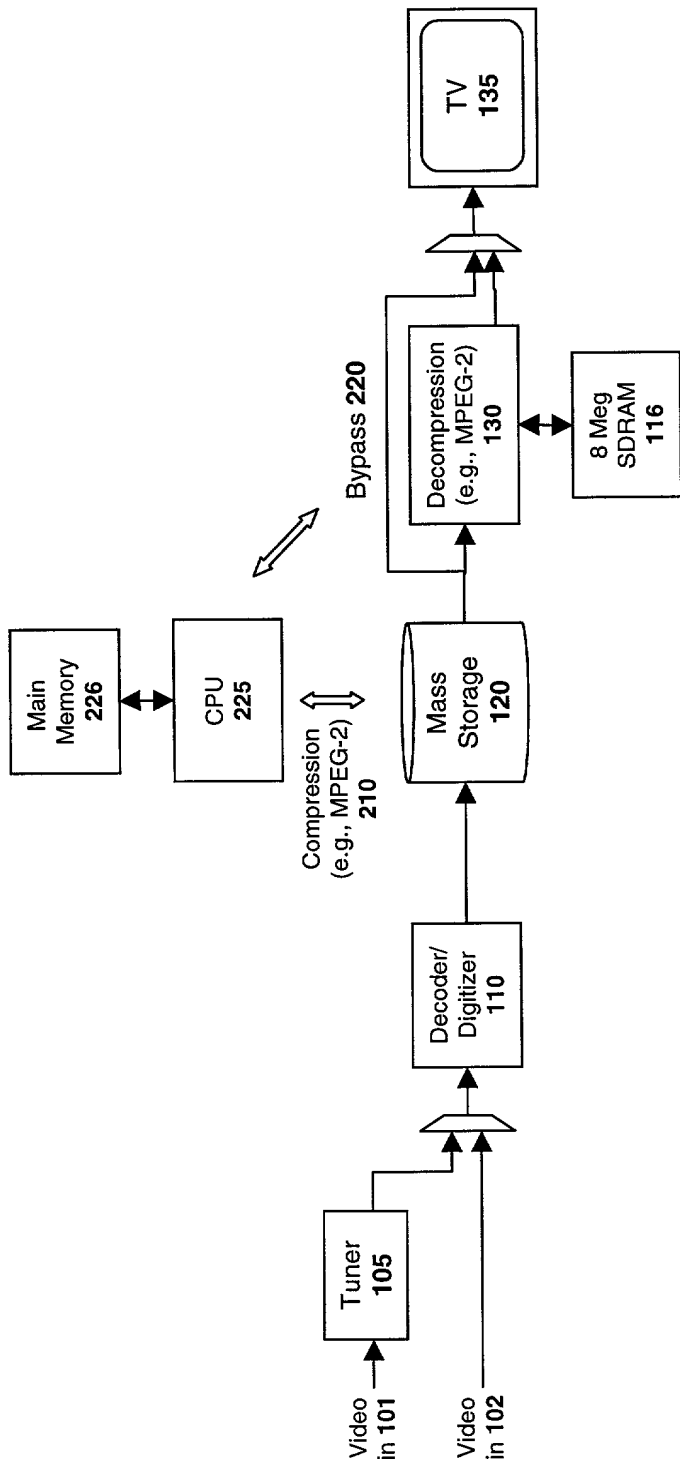 Video
in 101
Video
in 102
Tuner
105
Decoder/
Digitizer
110
Compression
(e.g., MPEG-2)
210
Main
Memory
226
CPU
225
Mass
Storage
120
Bypass 220
Decompression
(e.g., MPEG-2)
130
8 Meg
SDRAM
116
TV
135